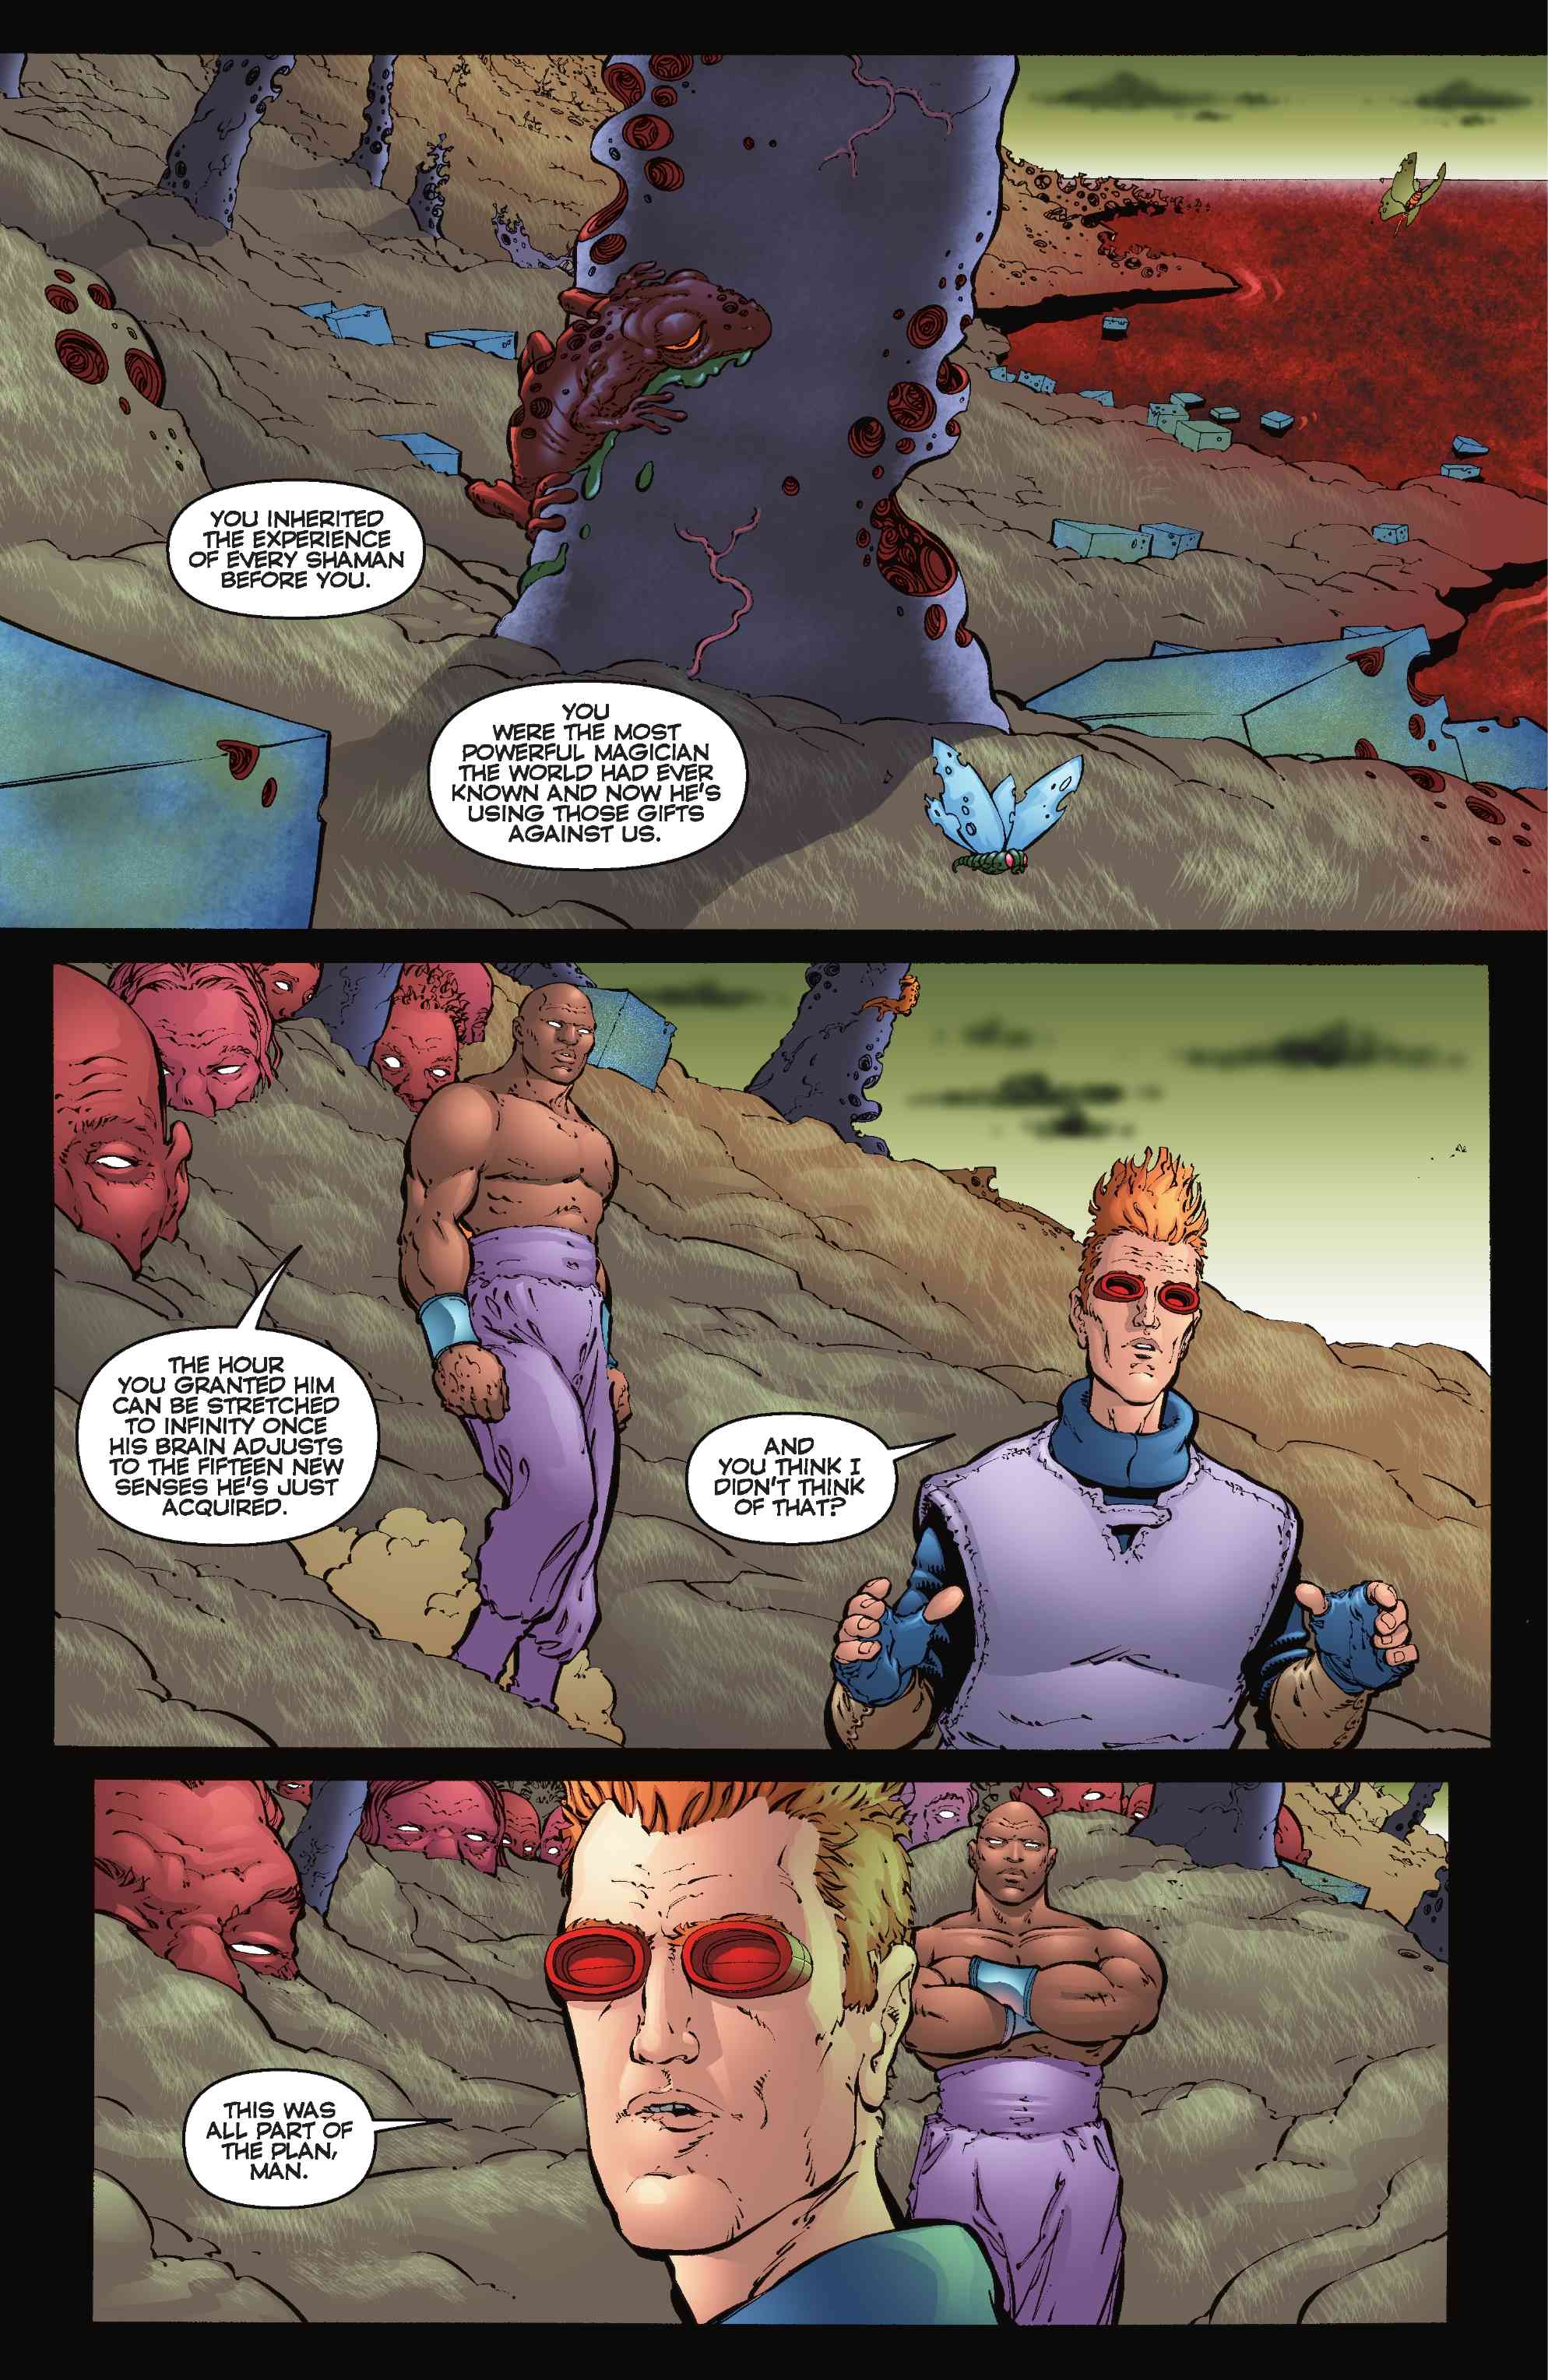 YOU INHERITED
THE EXPERIENCE
OF EVERY SHAMAN
BEFORE YOU.
YOU
WERE THE MOST
POWERFUL MAGICIAN
THE WORLD HAD EVER
KNOWN AND NOW HE'S
USING THOSE GIFTS
AGAINST US.
THE HOUR
YOU GRANTED HIM
CAN BE STRETCHED
TO INFINITY ONCE
HIS BRAIN ADJUSTS
TO THE FIFTEEN NEW
SENSES HE'S JUST
ACQUIRED.
AND
YOU THINK I
DIDN'T THINK
OF THAT?
THIS WAS
ALL PART OF
THE PLAN,
MAN.